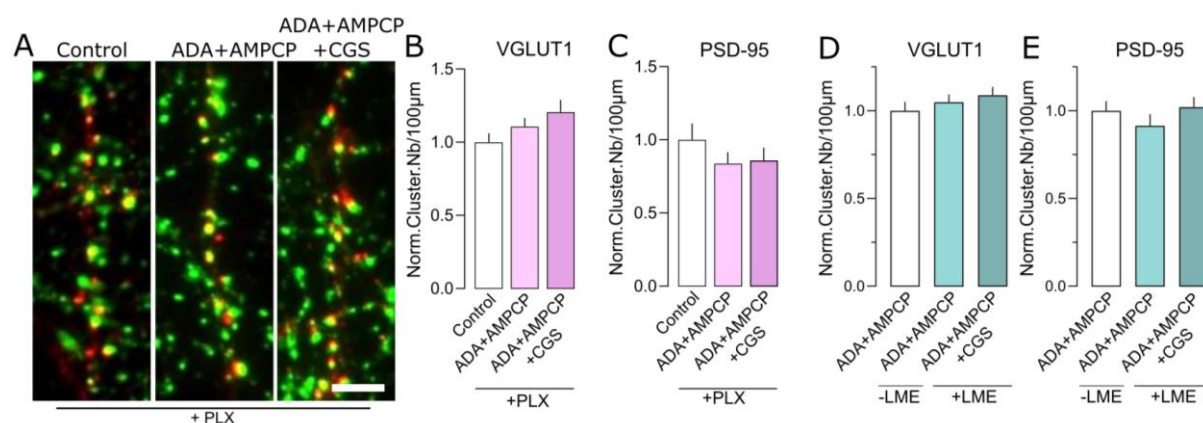 A
Control
ADA+AMPCP
ADA+AMPCP
+CGS
+ PLX
B
VGLUT1
Norm.Cluster.Nb/100µm
1.5
1.0
0.5
0.0
Control
ADA+AMPCP
ADA+AMPCP
+CGS
+PLX
C
PSD-95
Norm.Cluster.Nb/100µm
1.5
1.0
0.5
0.0
Control
ADA+AMPCP
ADA+AMPCP
+CGS
+PLX
D
VGLUT1
Norm.Cluster.Nb/100µm
1.0
0.5
0.0
ADA+AMPCP
ADA+AMPCP
ADA+AMPCP
+CGS
-LME
+LME
E
PSD-95
Norm.Cluster.Nb/100µm
1.0
0.5
0.0
ADA+AMPCP
ADA+AMPCP
ADA+AMPCP
+CGS
-LME
+LME